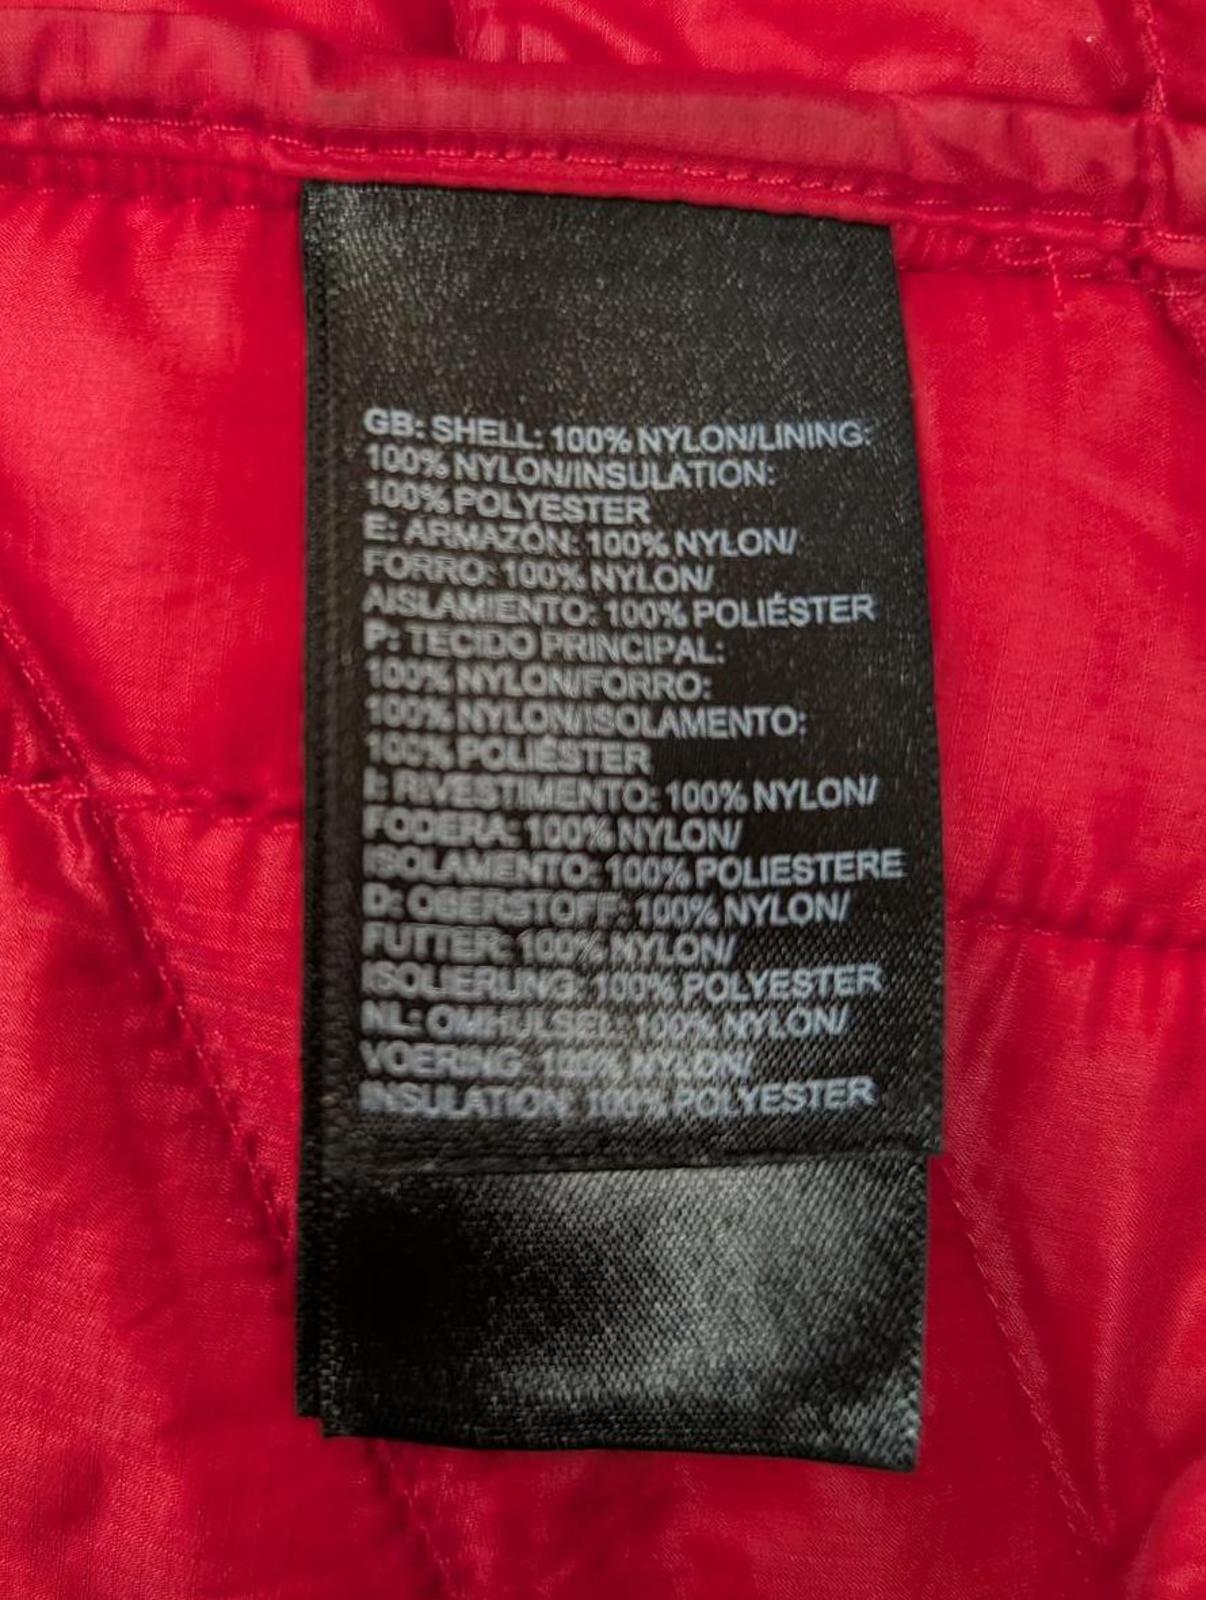 GB: SHELL: 100% NYLON/LINING:
100% NYLON/INSULATION:
100% POLYESTER
E: ARMAZÓN: 100% NYLON/
FORRO: 100% NYLON/
AISLAMIENTO: 100% POLIÉSTER
P: TECIDO PRINCIPAL:
100% NYLON/FORRO:
100% NYLON/ISOLAMENTO:
100% POLIÉSTER
I: RIVESTIMENTO: 100% NYLON/
FODERA: 100% NYLON/
ISOLAMENTO: 100% POLIESTERE
D: OBERSTOFF: 100% NYLON/
FUTTER: 100% NYLON/
ISOLIERUNG: 100% POLYESTER
NL: OMHULSEL: 100% NYLON/
VOERING: 100% NYLON/
INSULATION: 100% POLYESTER